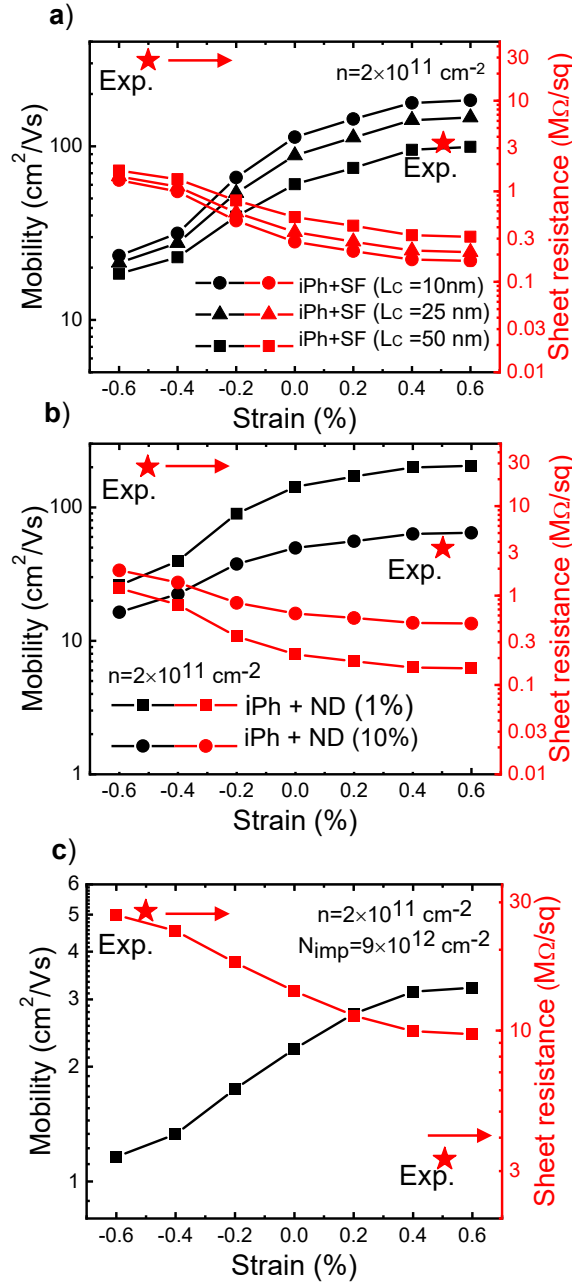 a)
Exp.
n=2×10¹¹ cm⁻²
Exp.
iPh+SF (Lc =10nm)
iPh+SF (Lc =25 nm)
iPh+SF (Lc =50 nm)
Mobility (cm²/Vs)
100
10
Sheet resistance (MΩ/sq)
30
10
3
1
0.3
0.1
0.03
0.01
-0.6 -0.4 -0.2 0.0 0.2 0.4 0.6
Strain (%)
b)
Exp.
Exp.
n=2×10¹¹ cm⁻²
iPh + ND (1%)
iPh + ND (10%)
Mobility (cm²/Vs)
100
10
1
Sheet resistance (MΩ/sq)
30
10
3
1
0.3
0.1
0.03
0.01
-0.6 -0.4 -0.2 0.0 0.2 0.4 0.6
Strain (%)
c)
Exp.
n=2×10¹¹ cm⁻²
N_imp=9×10¹² cm⁻²
Exp.
Mobility (cm²/Vs)
6
5
4
3
2
1
Sheet resistance (MΩ/sq)
30
10
3
-0.6 -0.4 -0.2 0.0 0.2 0.4 0.6
Strain (%)